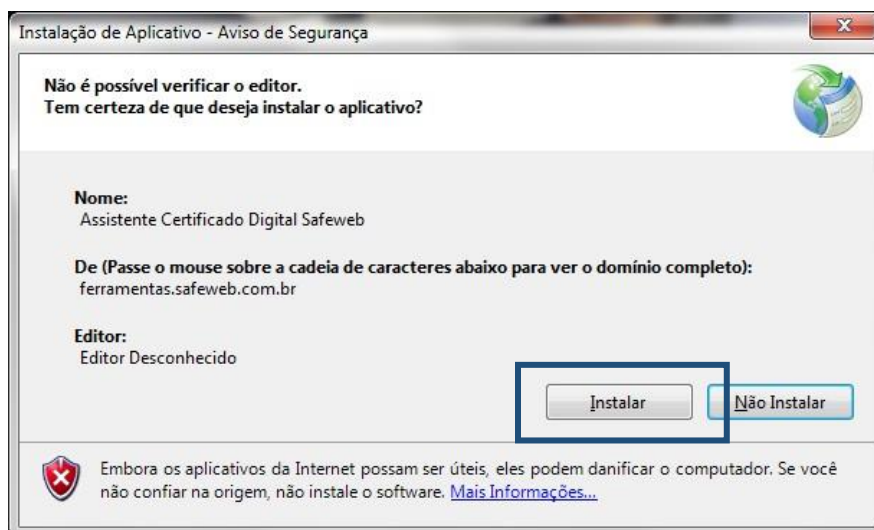 Instalação de Aplicativo - Aviso de Segurança
Não é possível verificar o editor.
Tem certeza de que deseja instalar o aplicativo?
Nome:
Assistente Certificado Digital Safeweb
De (Passe o mouse sobre a cadeia de caracteres abaixo para ver o domínio completo):
ferramentas.safeweb.com.br
Editor:
Editor Desconhecido
Instalar
Não Instalar
Embora os aplicativos da Internet possam ser úteis, eles podem danificar o computador. Se você
não confiar na origem, não instale o software. Mais Informações...